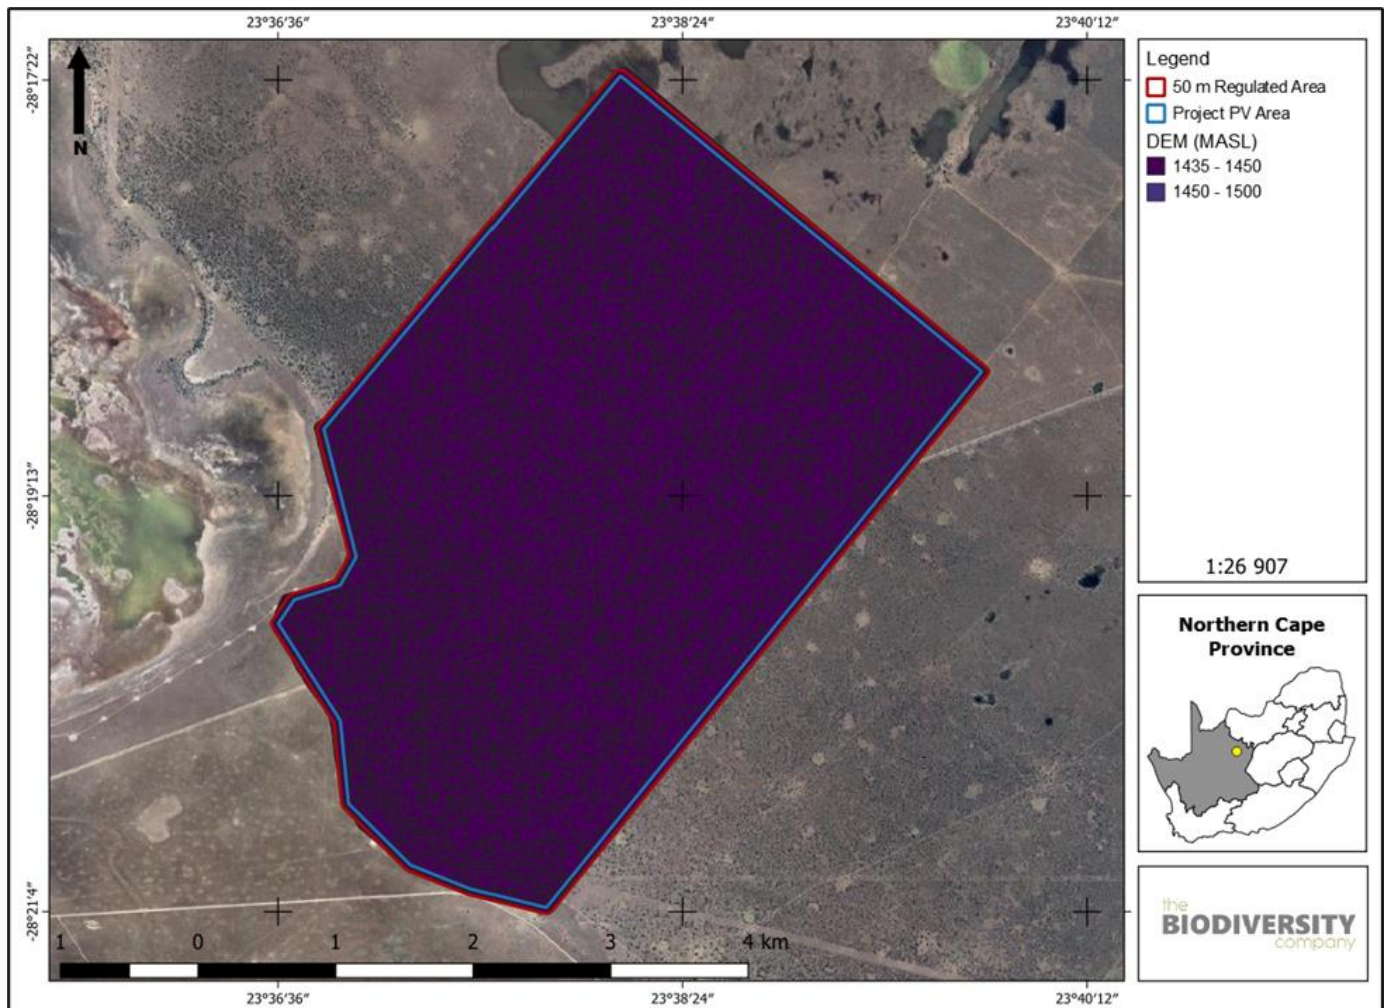 23°36′36″ 23°38′24″ 23°40′12″
-28°17′22″
-28°19′13″
-28°21′4″
N
1 0 1 2 3 4 km
23°36′36″ 23°38′24″ 23°40′12″
Legend
50 m Regulated Area
Project PV Area
DEM (MASL)
1435 - 1450
1450 - 1500
1:26 907
Northern Cape
Province
the
BIODIVERSITY
company